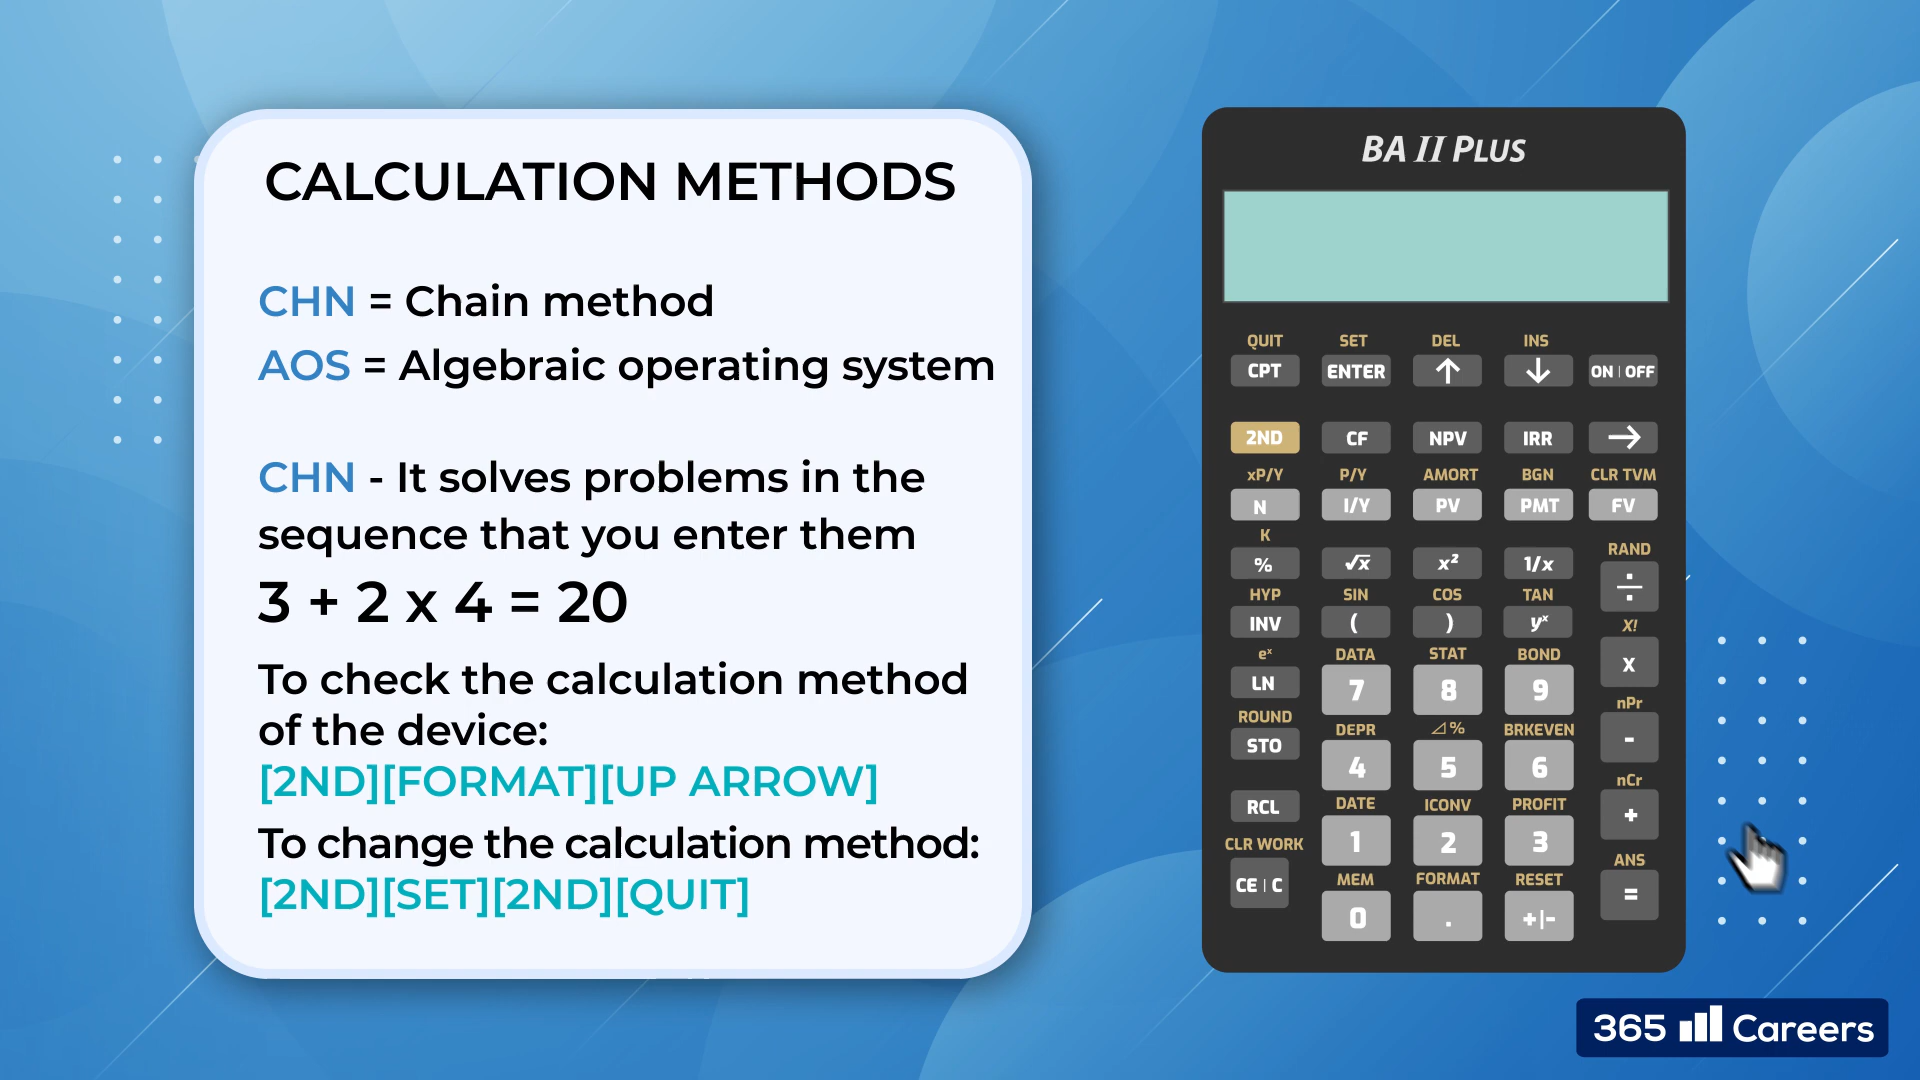 CALCULATION METHODS
CHN = Chain method
AOS = Algebraic operating system
CHN - It solves problems in the
sequence that you enter them
3 + 2 x 4 = 20
To check the calculation method
of the device:
[2ND][FORMAT][UP ARROW]
To change the calculation method:
[2ND][SET][2ND][QUIT]
BA II PLUS
QUIT SET DEL INS
CPT ENTER ↑ ↓ ON | OFF
2ND CF NPV IRR →
xP/Y P/Y AMORT BGN CLR TVM
N I/Y PV PMT FV
K RAND
% √x x² 1/x ÷
HYP SIN COS TAN X!
INV ( ) yˣ x
eˣ DATA STAT BOND
LN 7 8 9
ROUND DEPR ⊿% BRKEVEN nPr
STO 4 5 6 -
DATE ICONV PROFIT nCr
RCL 1 2 3 +
CLR WORK MEM FORMAT RESET ANS
CE | C 0 . +|- =
365 Careers